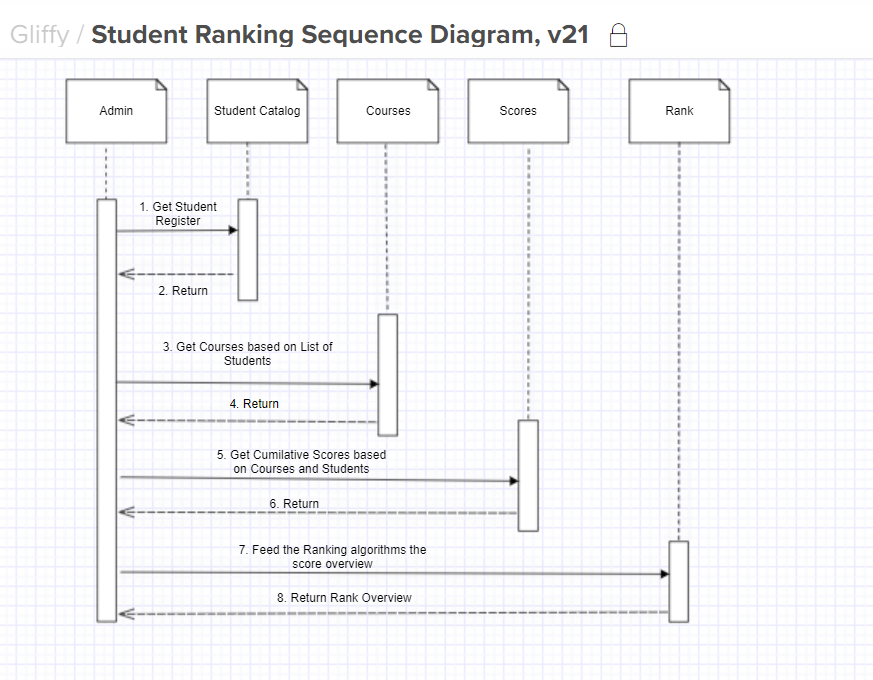 Gliffy / Student Ranking Sequence Diagram, v21
Admin
Student Catalog
Courses
Scores
Rank
1. Get Student
Register
2. Return
3. Get Courses based on List of
Students
4. Return
5. Get Cumilative Scores based
on Courses and Students
6. Return
7. Feed the Ranking algorithms the
score overview
8. Return Rank Overview